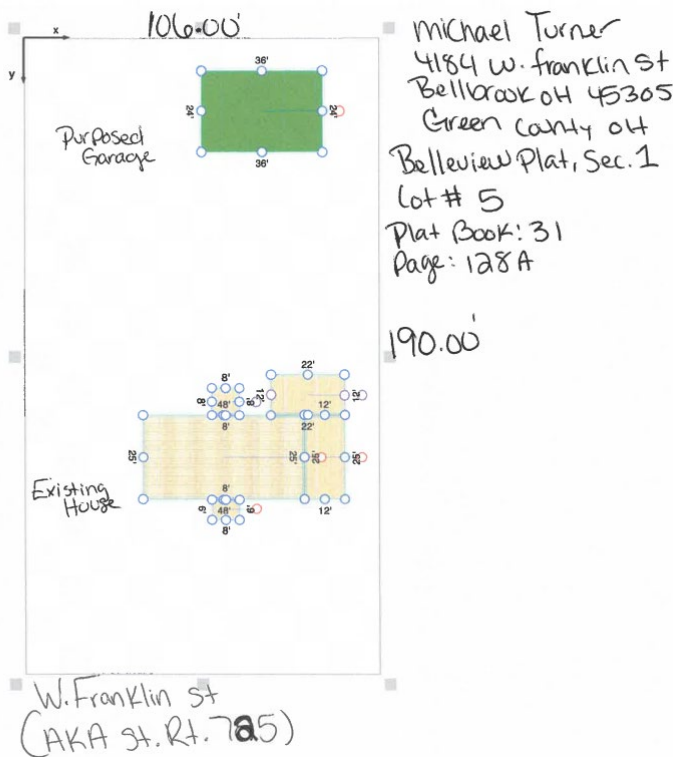 106.00'
x
y
Michael Turner
4184 W. Franklin St
Bellbrook OH 45305
Green County OH
Belleview Plat, Sec. 1
Lot # 5
Plat Book: 31
Page: 128A
36'
24'
24'
36'
Purposed
Garage
190.00'
22'
8'
12'
12'
8'
48'
8'
12'
8'
22'
25'
25'
25'
25'
Existing
House
8'
6'
48'
6'
12'
8'
W. Franklin St
(AKA St. Rt. 725)